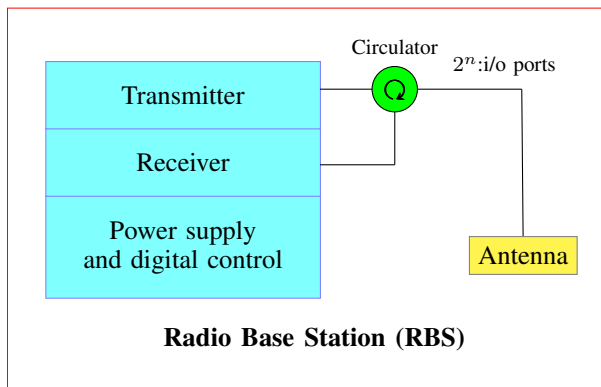 Circulator
2ⁿ:i/o ports
Transmitter
Receiver
Power supply
and digital control
Antenna
Radio Base Station (RBS)